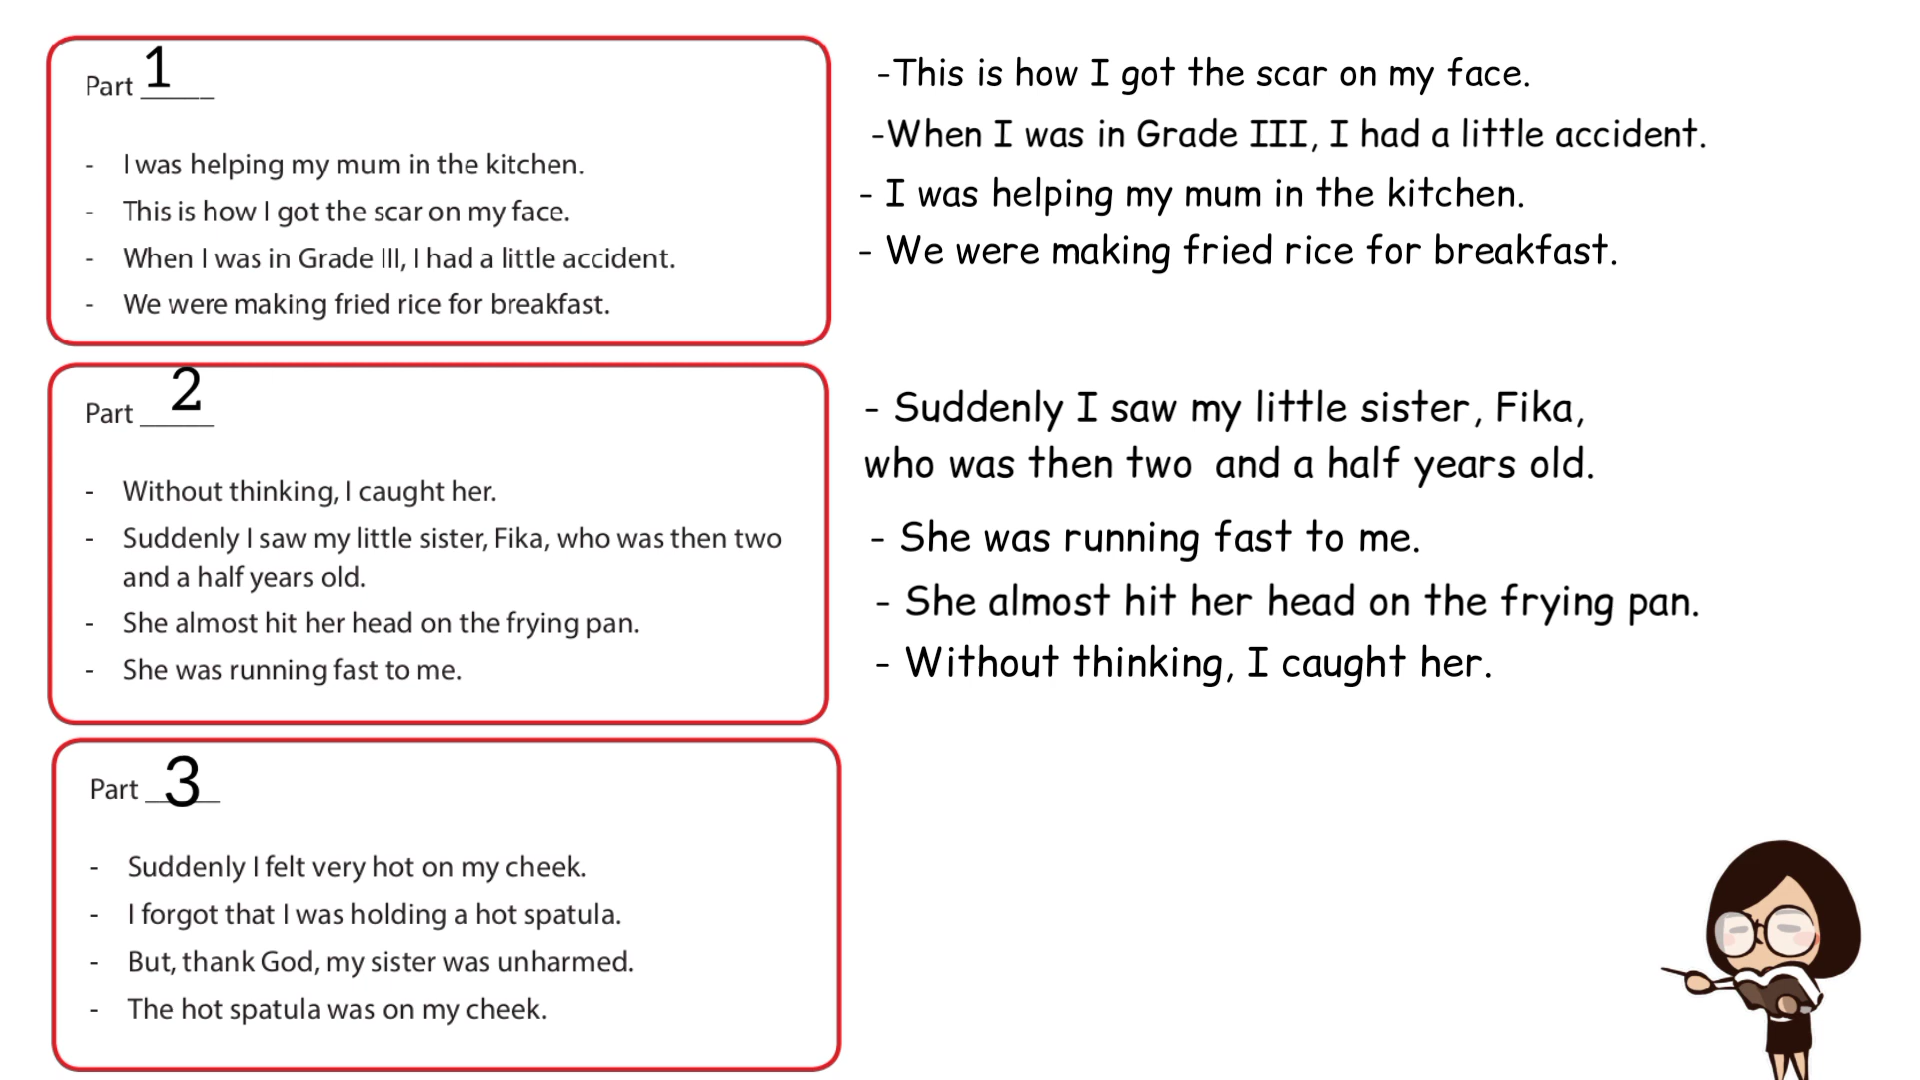 Part 1
- I was helping my mum in the kitchen.
- This is how I got the scar on my face.
- When I was in Grade III, I had a little accident.
- We were making fried rice for breakfast.
-This is how I got the scar on my face.
-When I was in Grade III, I had a little accident.
- I was helping my mum in the kitchen.
- We were making fried rice for breakfast.
Part 2
- Without thinking, I caught her.
- Suddenly I saw my little sister, Fika, who was then two
and a half years old.
- She almost hit her head on the frying pan.
- She was running fast to me.
- Suddenly I saw my little sister, Fika,
who was then two and a half years old.
- She was running fast to me.
- She almost hit her head on the frying pan.
- Without thinking, I caught her.
Part 3
- Suddenly I felt very hot on my cheek.
- I forgot that I was holding a hot spatula.
- But, thank God, my sister was unharmed.
- The hot spatula was on my cheek.